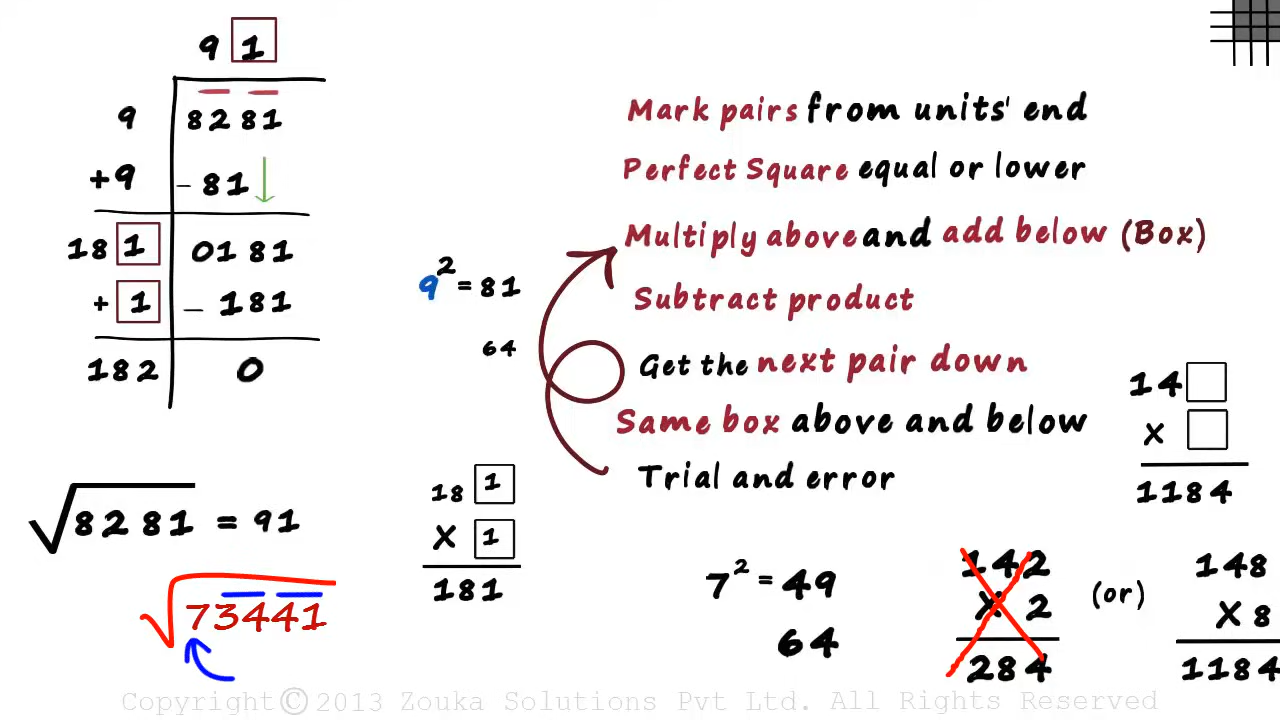 9 1
9 8281
+9 – 81
18 1 0181
+ 1 – 181
182 0
Mark pairs from units' end
Perfect Square equal or lower
Multiply above and add below (Box)
Subtract product
Get the next pair down
Same box above and below
Trial and error
9² = 81
64
√8281 = 91
√73441
18 1
X 1
181
7² = 49
64
14
x
1184
142
X 2
284
(or)
148
X 8
1184
Copyright© 2013 Zouka Solutions Pvt Ltd. All Rights Reserved